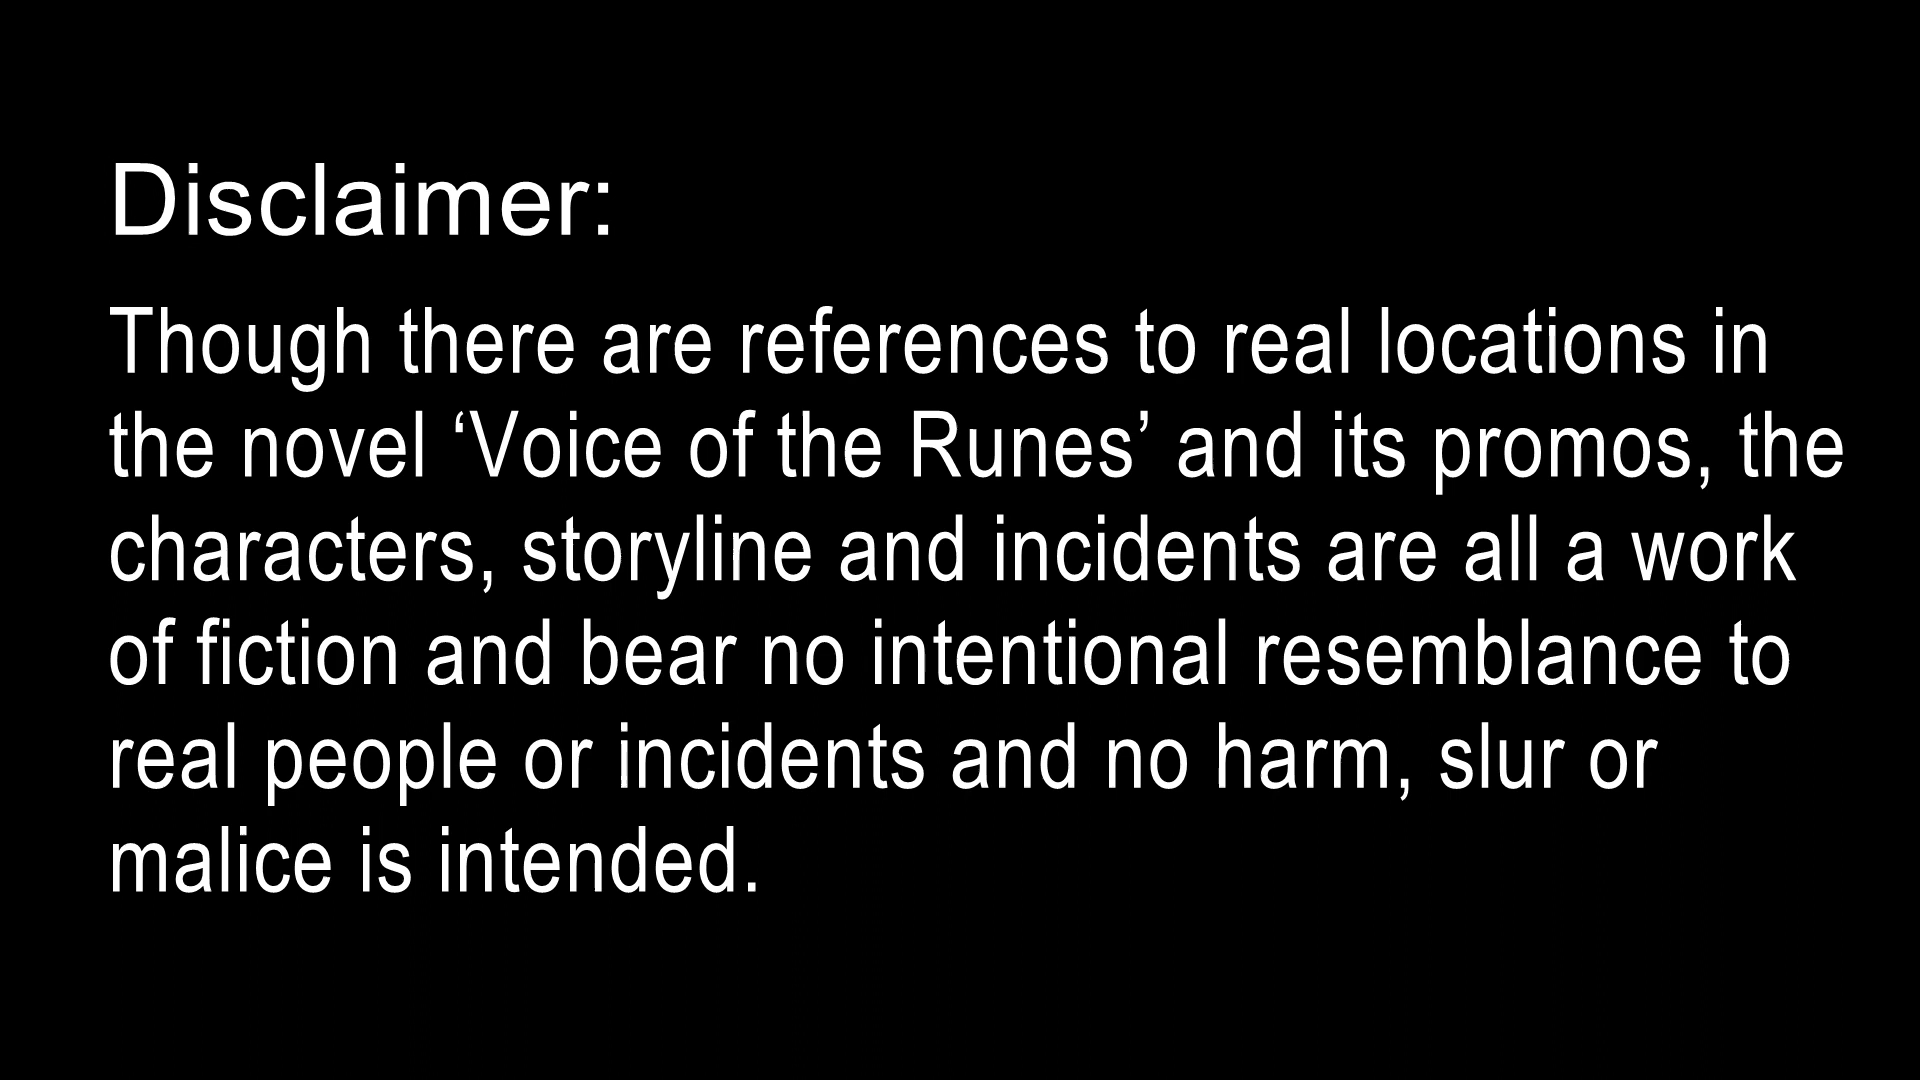 Disclaimer:
Though there are references to real locations in
the novel ‘Voice of the Runes’ and its promos, the
characters, storyline and incidents are all a work
of fiction and bear no intentional resemblance to
real people or incidents and no harm, slur or
malice is intended.